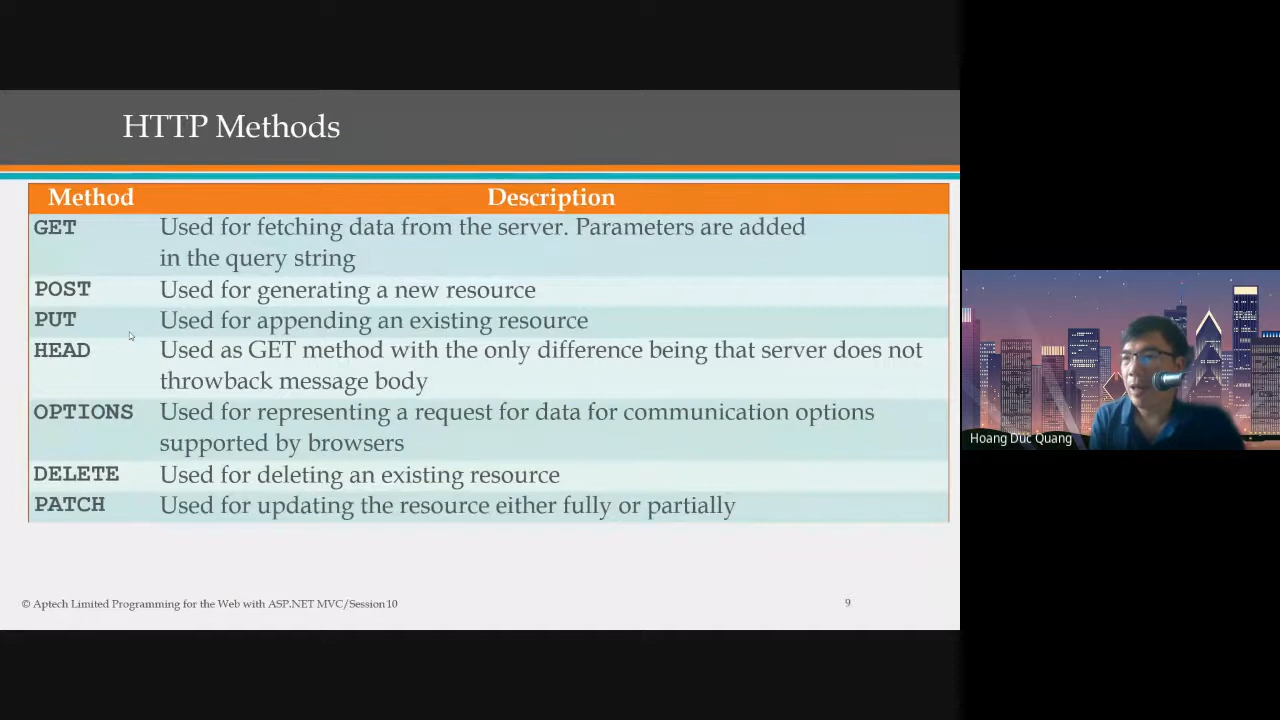 HTTP Methods
Method Description
GET Used for fetching data from the server. Parameters are added
in the query string
POST Used for generating a new resource
PUT Used for appending an existing resource
HEAD Used as GET method with the only difference being that server does not
throwback message body
OPTIONS Used for representing a request for data for communication options
supported by browsers
DELETE Used for deleting an existing resource
PATCH Used for updating the resource either fully or partially
© Aptech Limited Programming for the Web with ASP.NET MVC/Session 10
9
Hoang Duc Quang